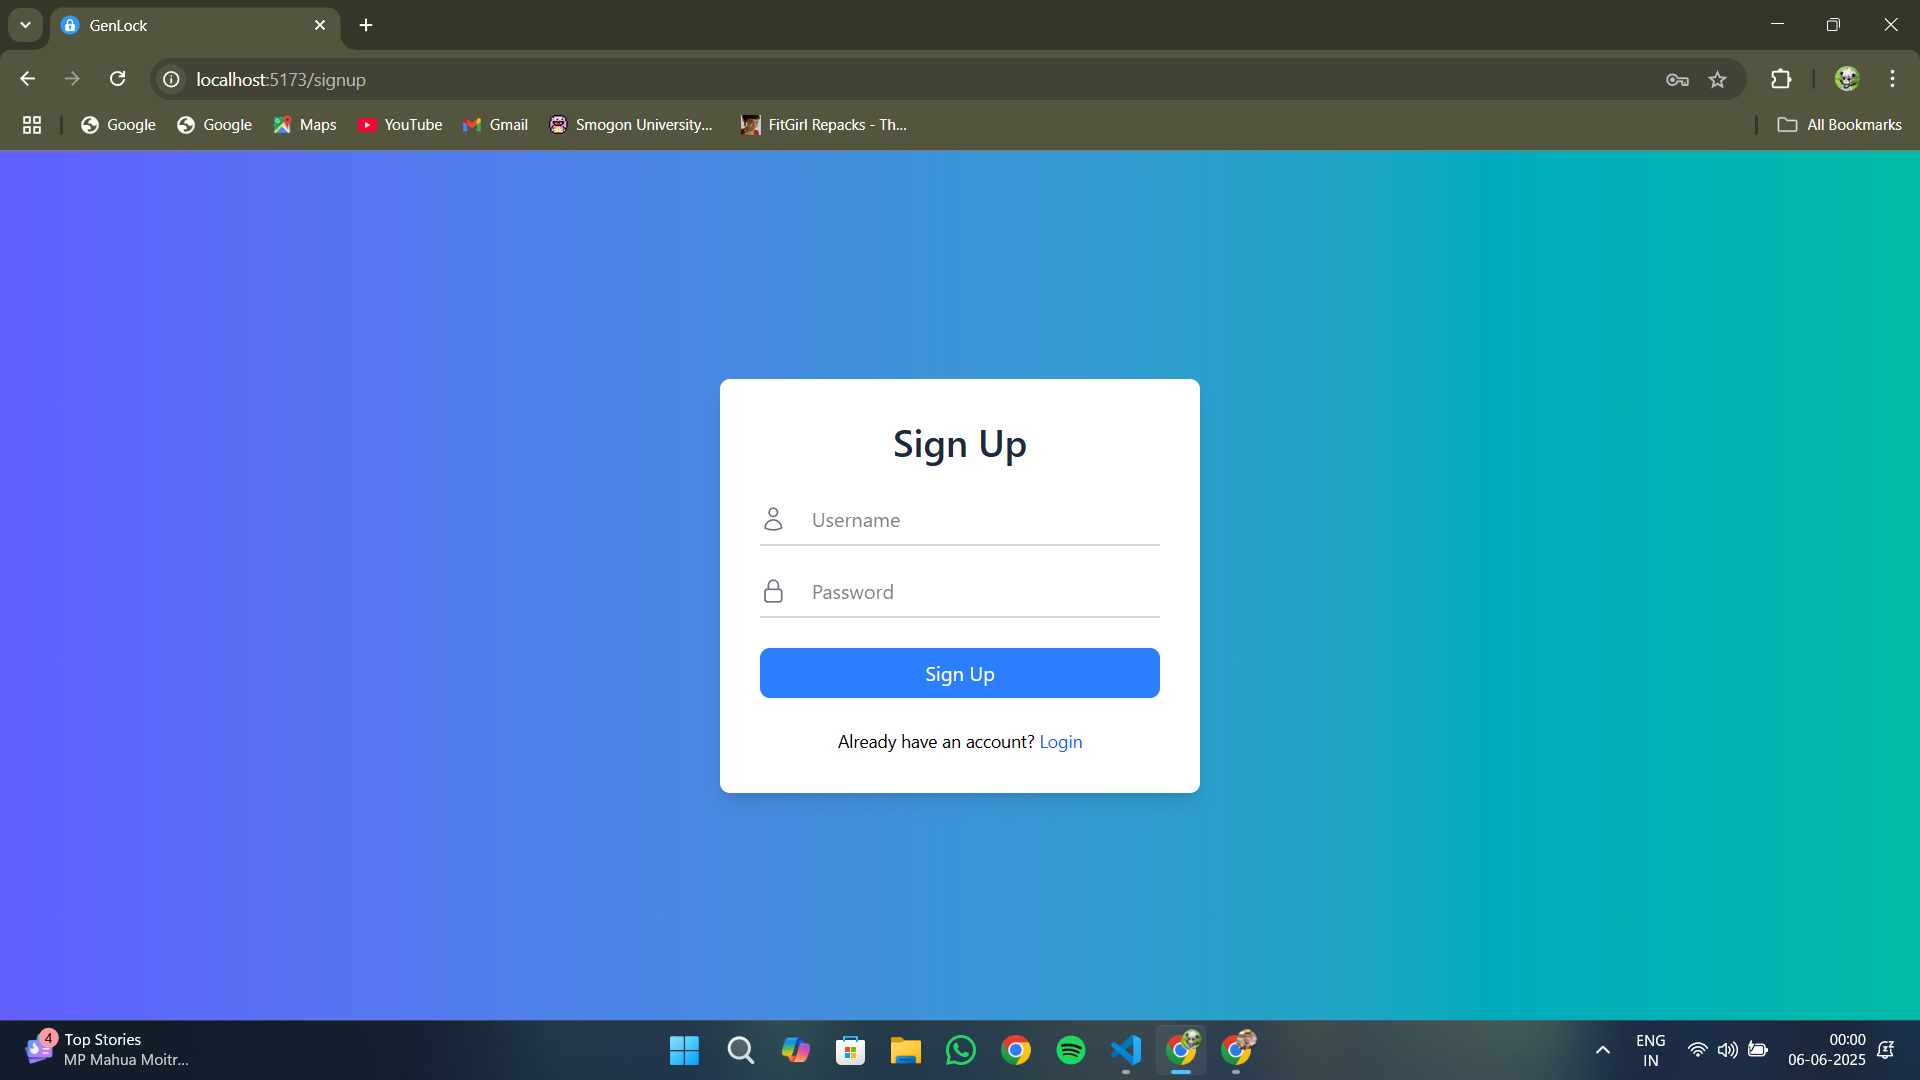 GenLock
localhost:5173/signup
Google
Google
Maps
YouTube
Gmail
Smogon University...
FitGirl Repacks - Th...
All Bookmarks
Sign Up
Username
Password
Sign Up
Already have an account? Login
4
Top Stories
MP Mahua Moitr...
ENG
IN
00:00
06-06-2025